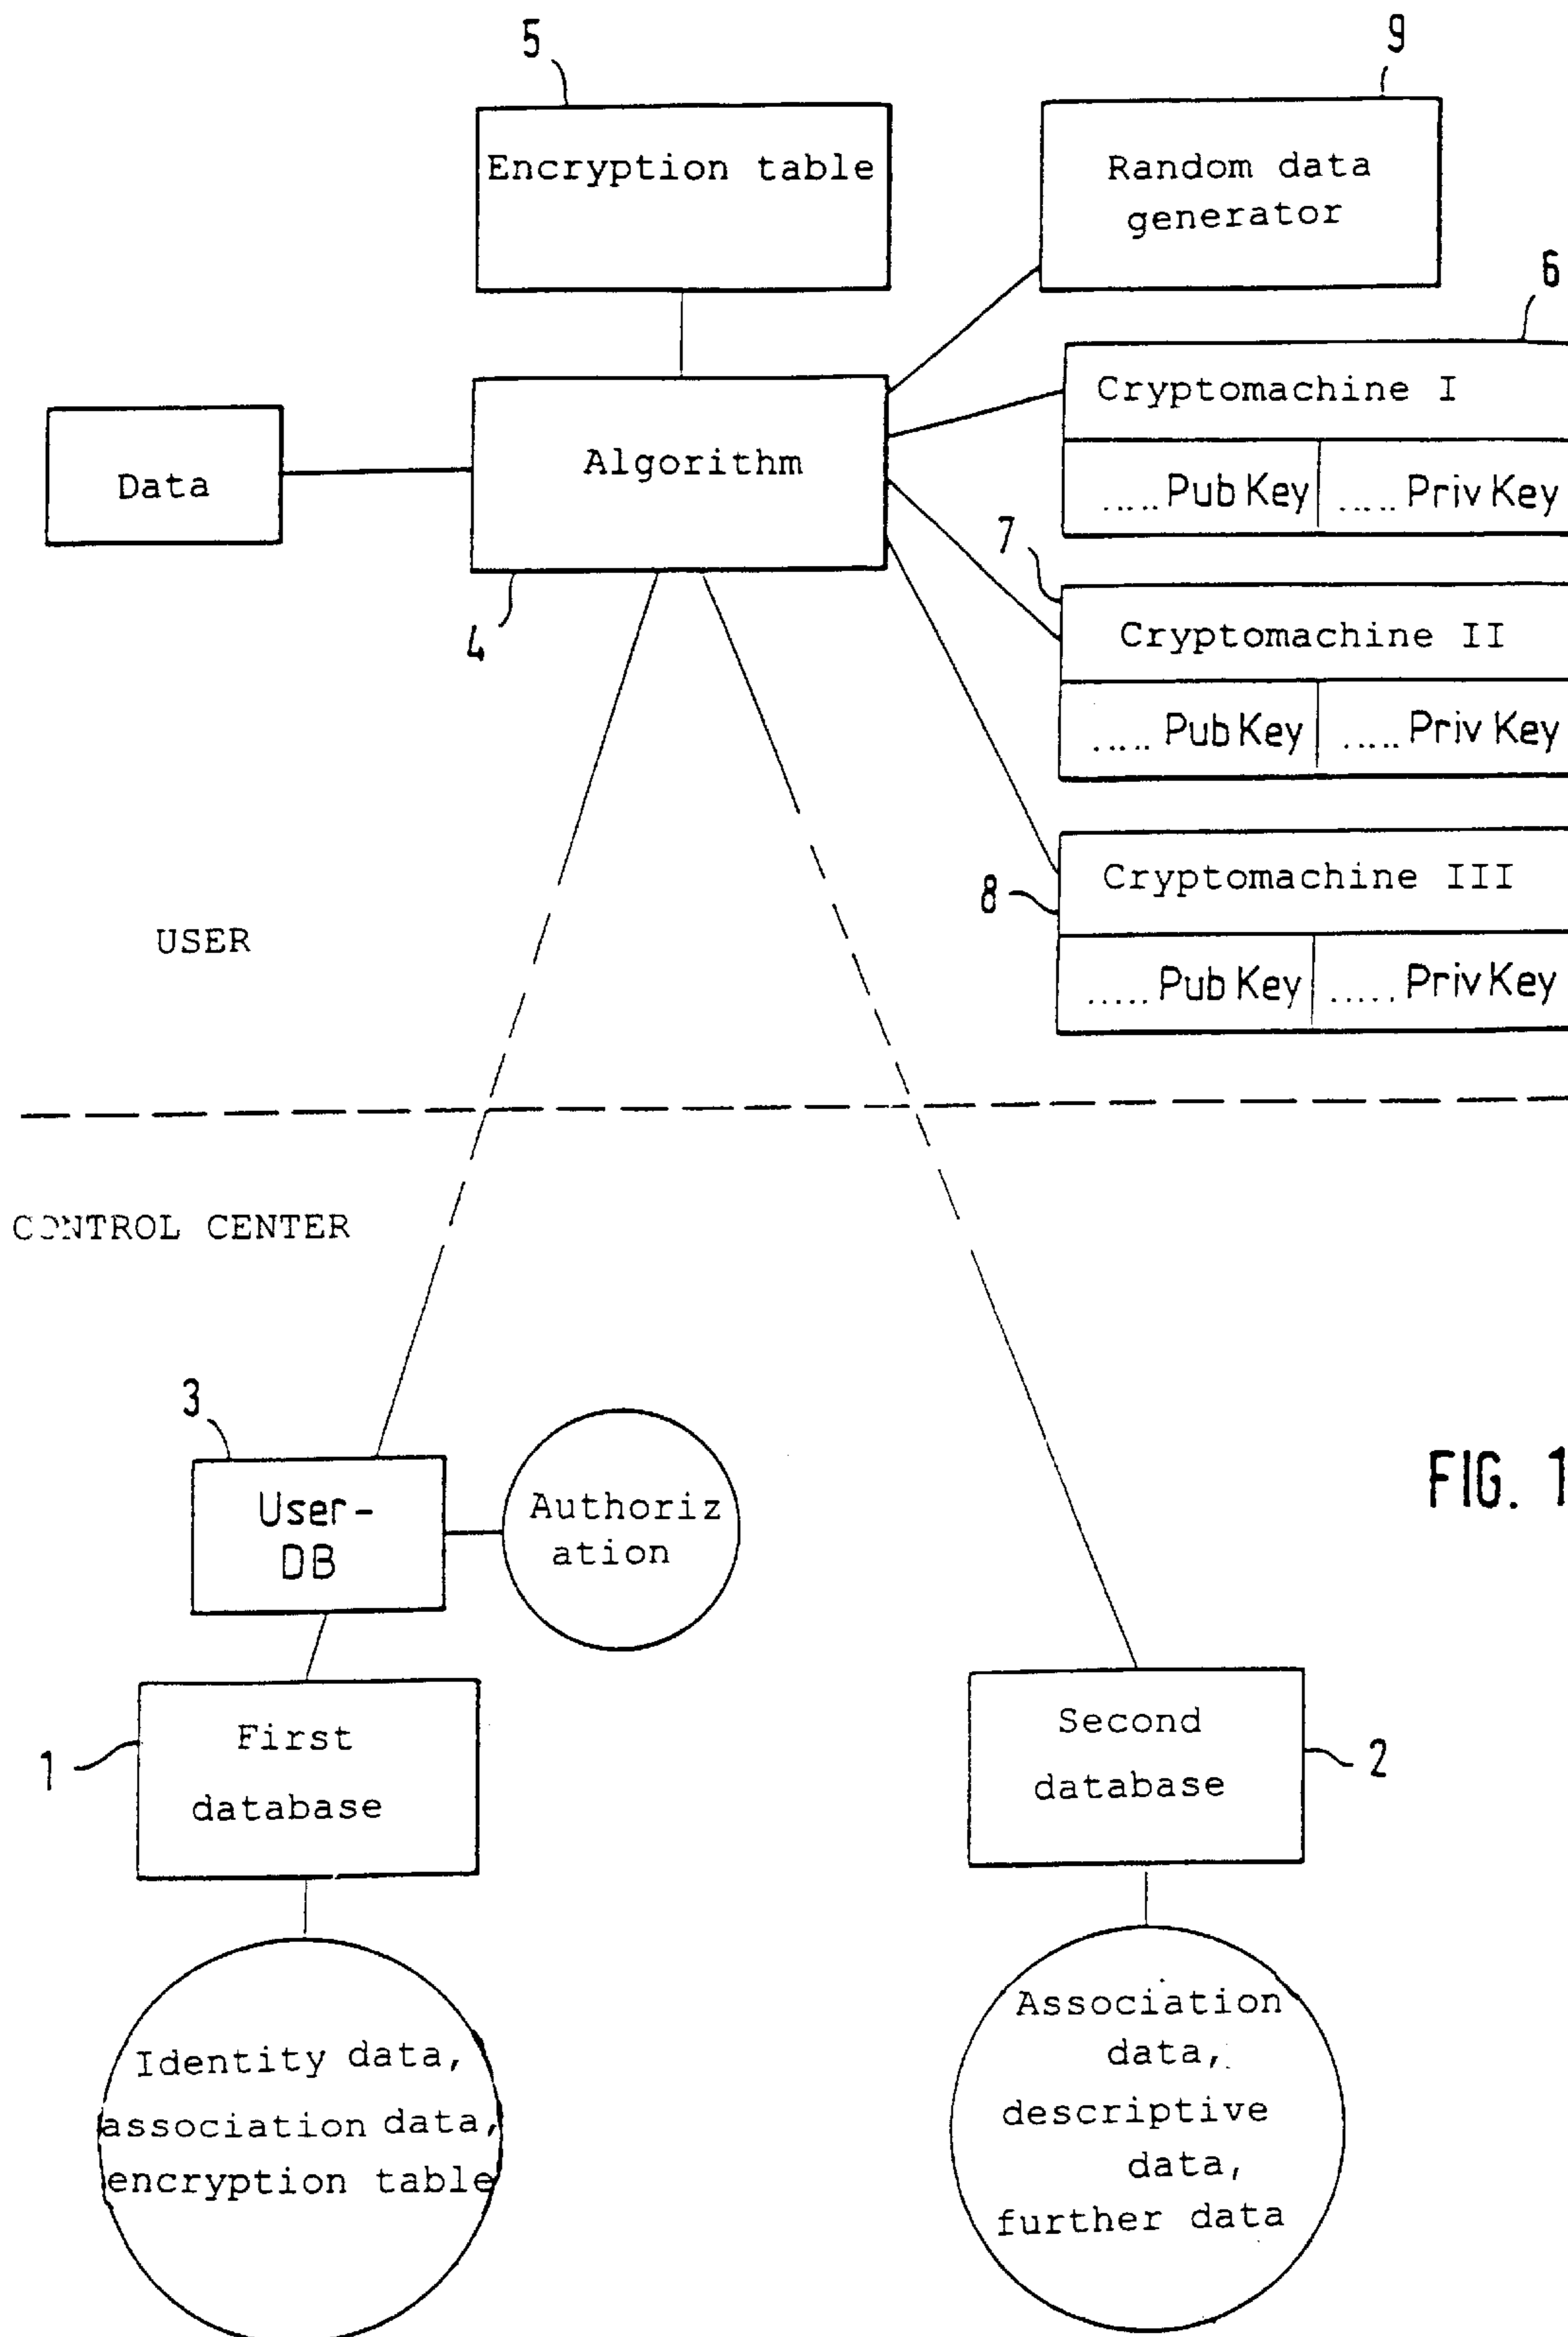 5
9
Encryption table
Random data
generator
6
Cryptomachine I
Algorithm
Data
..... Pub Key
..... Priv Key
7
4
Cryptomachine II
..... Pub Key
..... Priv Key
8
Cryptomachine III
USER
..... Pub Key
..... Priv Key
CONTROL CENTER
3
User-
DB
Authoriz
ation
FIG. 1
1
First
database
Second
database
2
Identity data,
association data,
encryption table
Association
data,
descriptive
data,
further data